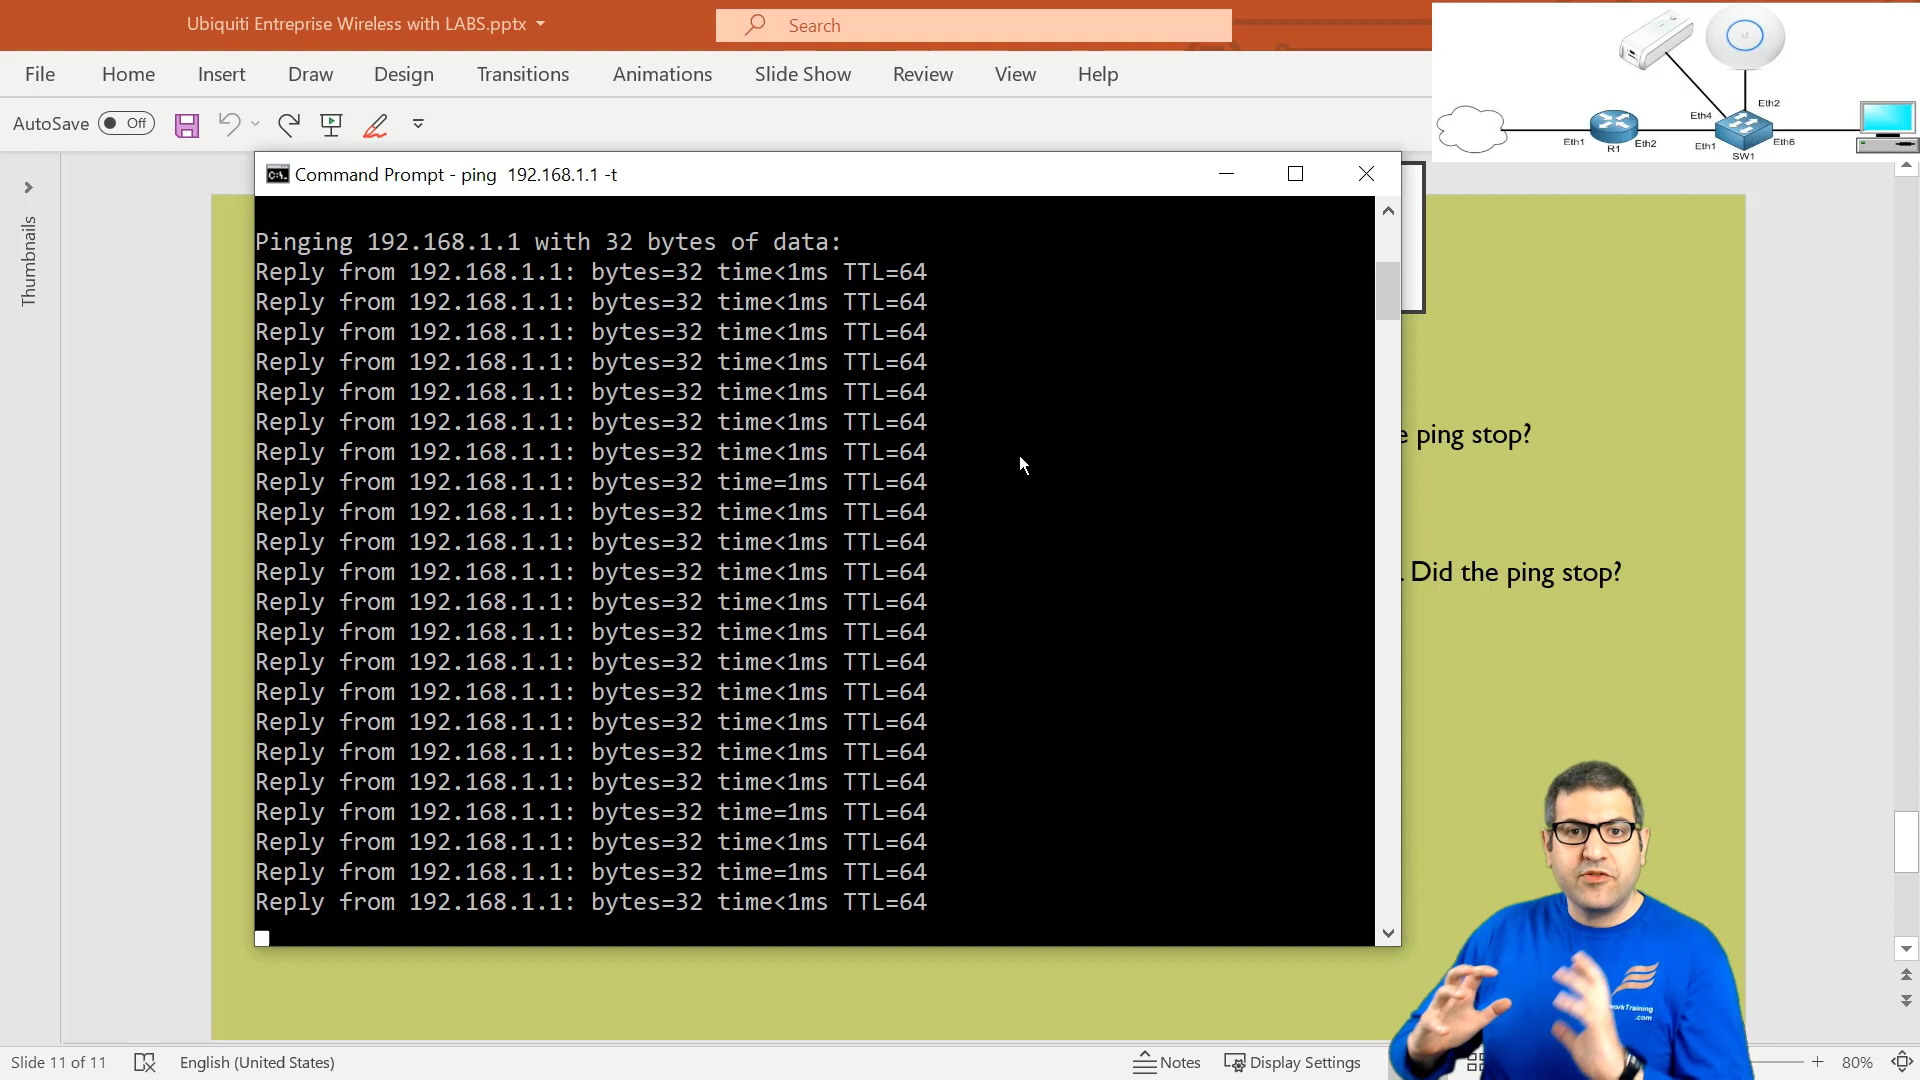 Ubiquiti Entreprise Wireless with LABS.pptx
Search
File Home Insert Draw Design Transitions Animations Slide Show Review View Help
AutoSave Off
Eth4
Eth2
Eth1
R1
Eth2
Eth1
SW1
Eth6
Thumbnails
Command Prompt - ping 192.168.1.1 -t
Pinging 192.168.1.1 with 32 bytes of data:
Reply from 192.168.1.1: bytes=32 time<1ms TTL=64
Reply from 192.168.1.1: bytes=32 time<1ms TTL=64
Reply from 192.168.1.1: bytes=32 time<1ms TTL=64
Reply from 192.168.1.1: bytes=32 time<1ms TTL=64
Reply from 192.168.1.1: bytes=32 time<1ms TTL=64
Reply from 192.168.1.1: bytes=32 time<1ms TTL=64
Reply from 192.168.1.1: bytes=32 time<1ms TTL=64
Reply from 192.168.1.1: bytes=32 time=1ms TTL=64
Reply from 192.168.1.1: bytes=32 time<1ms TTL=64
Reply from 192.168.1.1: bytes=32 time<1ms TTL=64
Reply from 192.168.1.1: bytes=32 time<1ms TTL=64
Reply from 192.168.1.1: bytes=32 time<1ms TTL=64
Reply from 192.168.1.1: bytes=32 time<1ms TTL=64
Reply from 192.168.1.1: bytes=32 time<1ms TTL=64
Reply from 192.168.1.1: bytes=32 time<1ms TTL=64
Reply from 192.168.1.1: bytes=32 time<1ms TTL=64
Reply from 192.168.1.1: bytes=32 time<1ms TTL=64
Reply from 192.168.1.1: bytes=32 time<1ms TTL=64
Reply from 192.168.1.1: bytes=32 time=1ms TTL=64
Reply from 192.168.1.1: bytes=32 time<1ms TTL=64
Reply from 192.168.1.1: bytes=32 time=1ms TTL=64
Reply from 192.168.1.1: bytes=32 time<1ms TTL=64
e ping stop?
. Did the ping stop?
workTraining
.com
Slide 11 of 11 English (United States) Notes Display Settings 80%